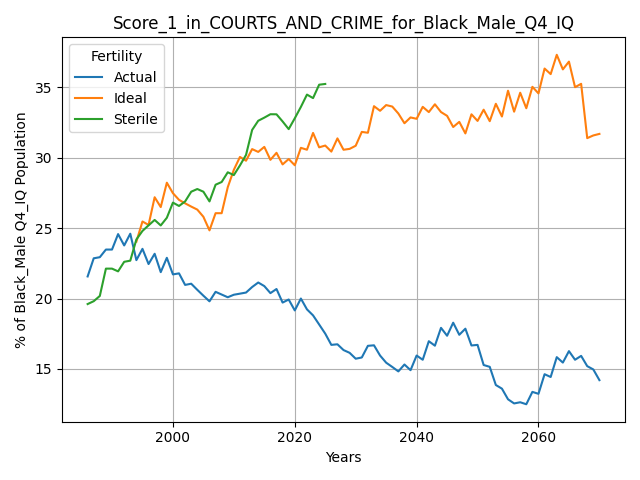 Score_1_in_COURTS_AND_CRIME_for_Black_Male_Q4_IQ
Fertility
Actual
Ideal
Sterile
% of Black_Male Q4_IQ Population
35
30
25
20
15
2000
2020
2040
2060
Years